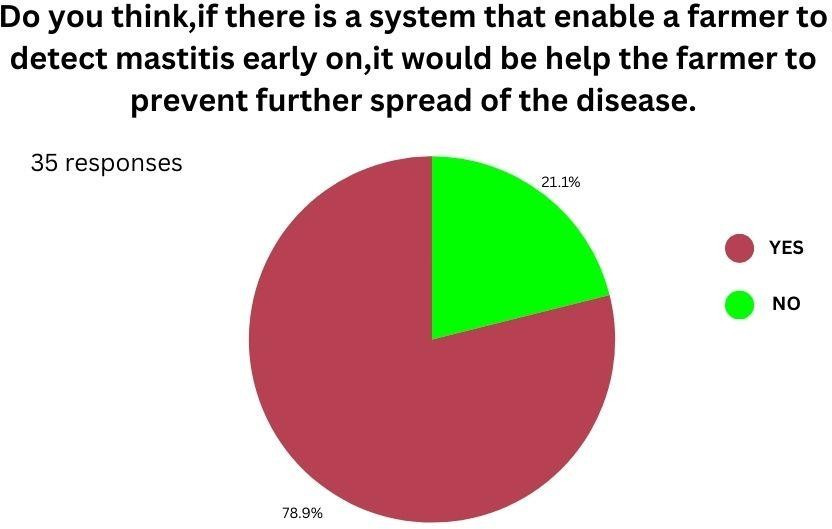 Do you think,if there is a system that enable a farmer to
detect mastitis early on,it would be help the farmer to
prevent further spread of the disease.
35 responses
21.1%
YES
NO
78.9%